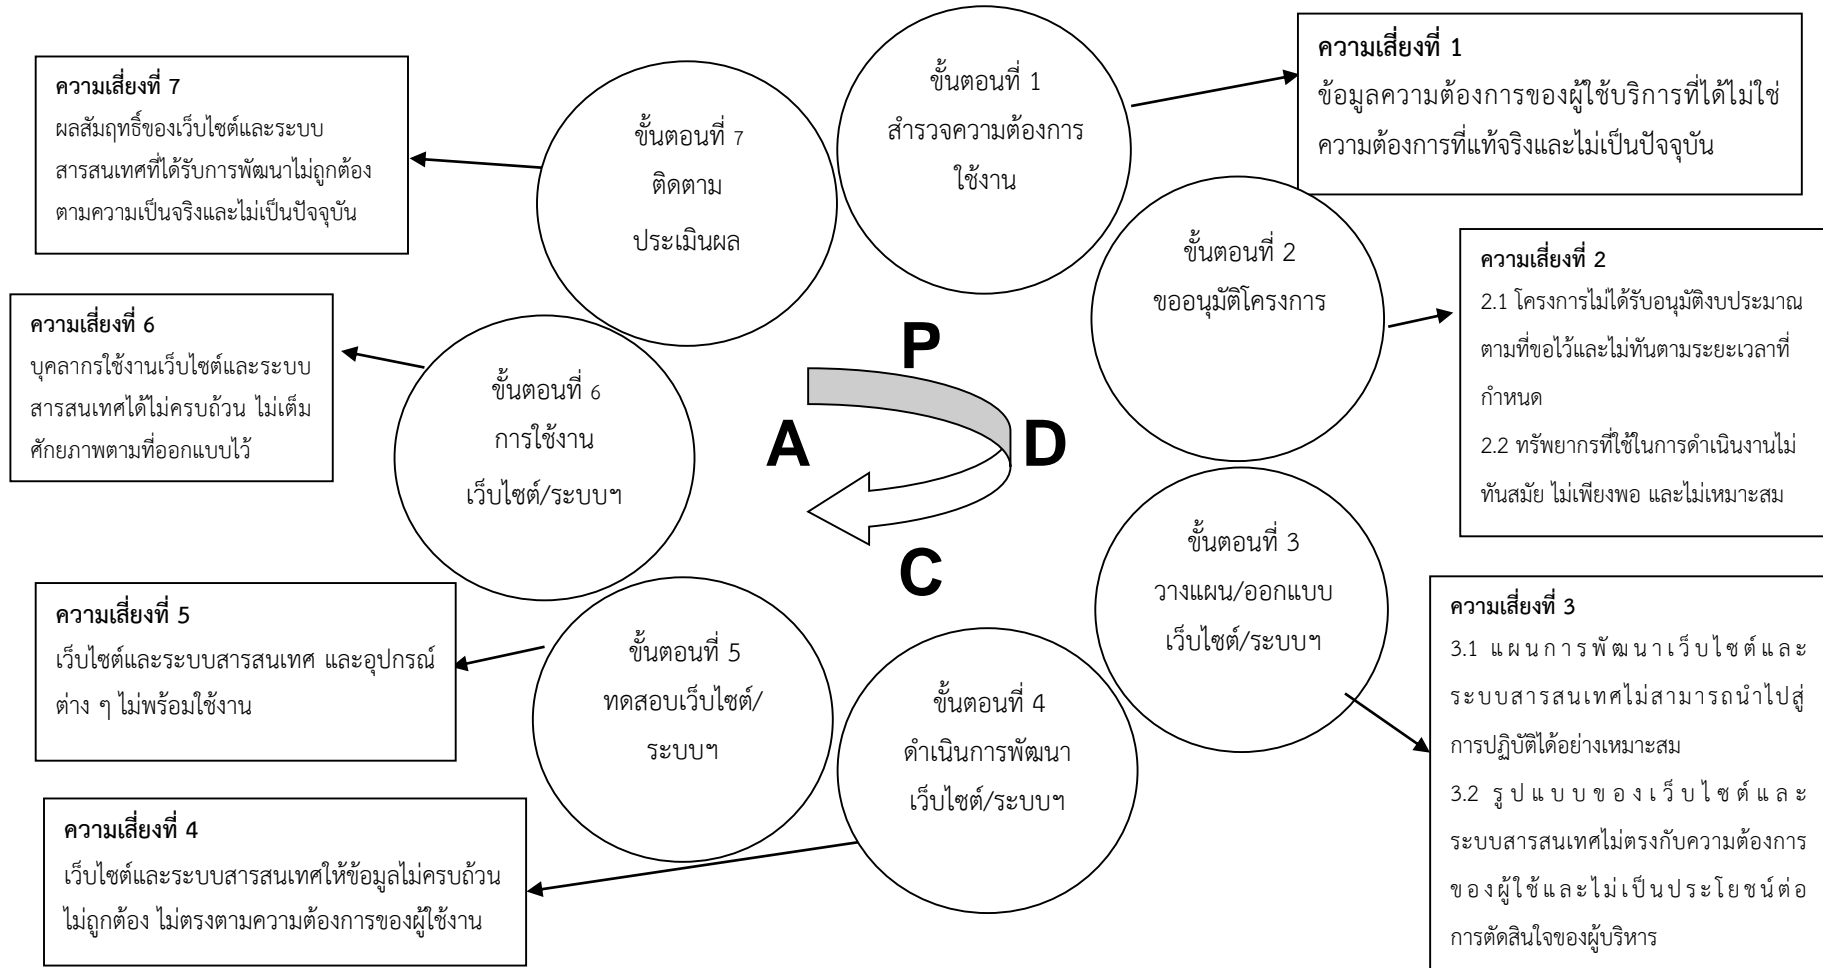 ขั้นตอนที่ 1
สำรวจความต้องการ
ใช้งาน
ความเสี่ยงที่ 1
ข้อมูลความต้องการของผู้ใช้บริการที่ได้ไม่ใช่
ความต้องการที่แท้จริงและไม่เป็นปัจจุบัน
ขั้นตอนที่ 2
ขออนุมัติโครงการ
ความเสี่ยงที่ 2
2.1 โครงการไม่ได้รับอนุมัติงบประมาณ
ตามที่ขอไว้และไม่ทันตามระยะเวลาที่
กำหนด
2.2 ทรัพยากรที่ใช้ในการดำเนินงานไม่
ทันสมัย ไม่เพียงพอ และไม่เหมาะสม
ขั้นตอนที่ 3
วางแผน/ออกแบบ
เว็บไซต์/ระบบฯ
ความเสี่ยงที่ 3
3.1 แผนการพัฒนาเว็บไซต์และ
ระบบสารสนเทศไม่สามารถนำไปสู่
การปฏิบัติได้อย่างเหมาะสม
3.2 รูปแบบของเว็บไซต์และ
ระบบสารสนเทศไม่ตรงกับความต้องการ
ของผู้ใช้และไม่เป็นประโยชน์ต่อ
การตัดสินใจของผู้บริหาร
ขั้นตอนที่ 4
ดำเนินการพัฒนา
เว็บไซต์/ระบบฯ
ความเสี่ยงที่ 4
เว็บไซต์และระบบสารสนเทศให้ข้อมูลไม่ครบถ้วน
ไม่ถูกต้อง ไม่ตรงตามความต้องการของผู้ใช้งาน
ขั้นตอนที่ 5
ทดสอบเว็บไซต์/
ระบบฯ
ความเสี่ยงที่ 5
เว็บไซต์และระบบสารสนเทศ และอุปกรณ์
ต่าง ๆ ไม่พร้อมใช้งาน
ขั้นตอนที่ 6
การใช้งาน
เว็บไซต์/ระบบฯ
ความเสี่ยงที่ 6
บุคลากรใช้งานเว็บไซต์และระบบ
สารสนเทศได้ไม่ครบถ้วน ไม่เต็ม
ศักยภาพตามที่ออกแบบไว้
ขั้นตอนที่ 7
ติดตาม
ประเมินผล
ความเสี่ยงที่ 7
ผลสัมฤทธิ์ของเว็บไซต์และระบบ
สารสนเทศที่ได้รับการพัฒนาไม่ถูกต้อง
ตามความเป็นจริงและไม่เป็นปัจจุบัน
P
D
C
A